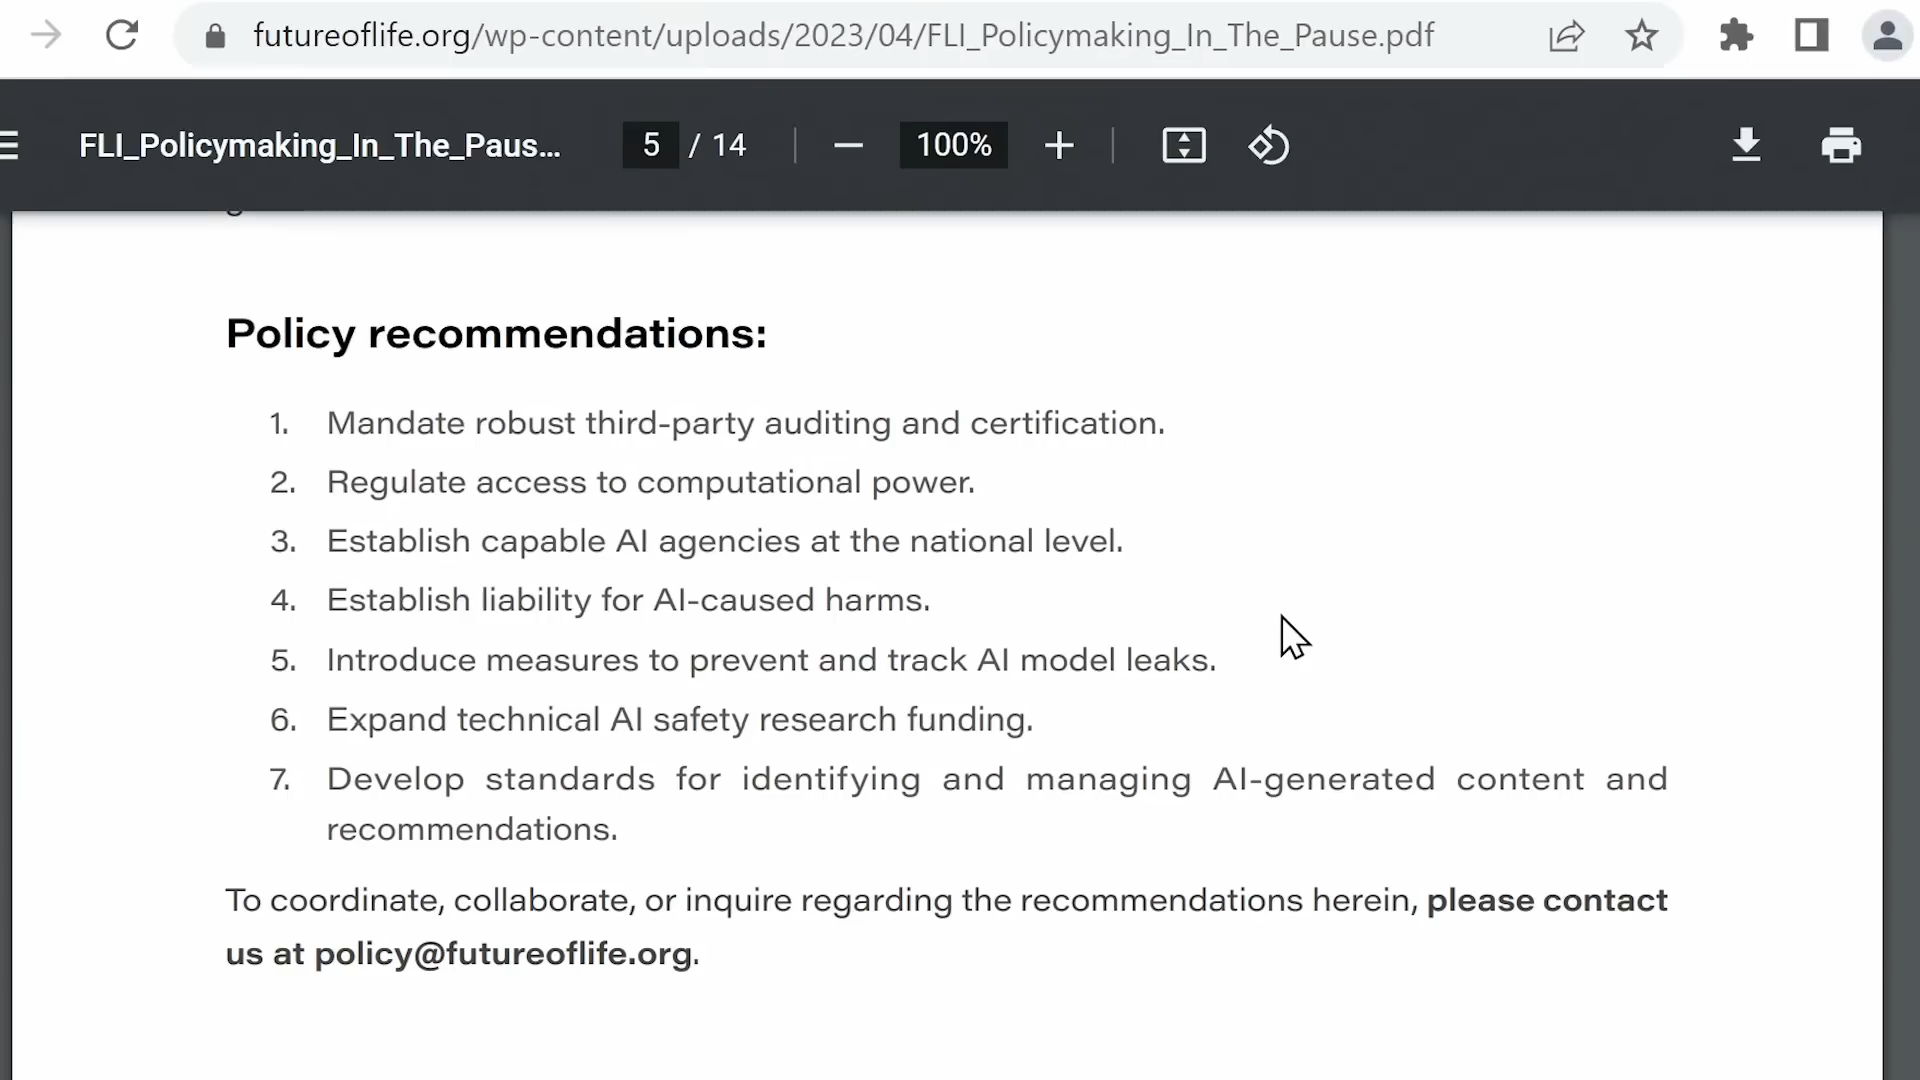 futureoflife.org/wp-content/uploads/2023/04/FLI_Policymaking_In_The_Pause.pdf
FLI_Policymaking_In_The_Paus... 5 / 14 100%
Policy recommendations:
1. Mandate robust third-party auditing and certification.
2. Regulate access to computational power.
3. Establish capable AI agencies at the national level.
4. Establish liability for AI-caused harms.
5. Introduce measures to prevent and track AI model leaks.
6. Expand technical AI safety research funding.
7. Develop standards for identifying and managing AI-generated content and
recommendations.
To coordinate, collaborate, or inquire regarding the recommendations herein, please contact
us at policy@futureoflife.org.